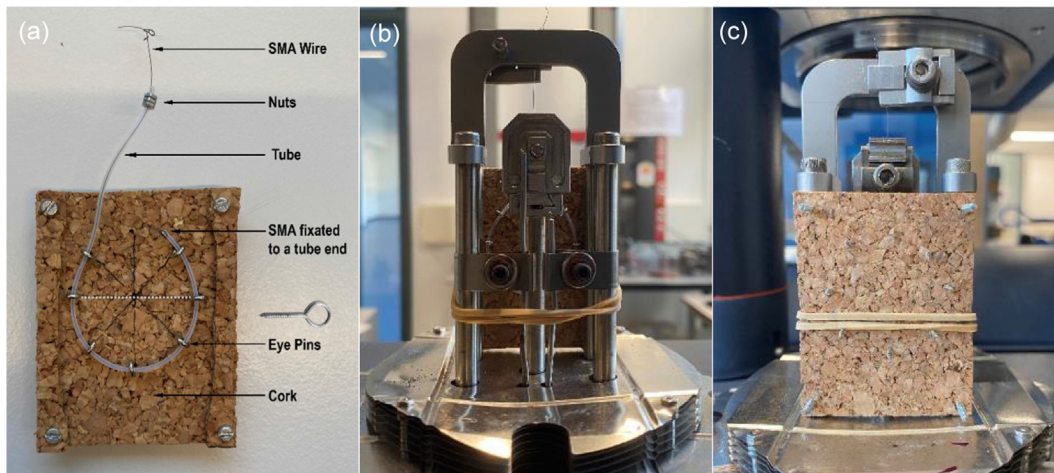 (a)
SMA Wire
Nuts
Tube
SMA fixated
to a tube end
Eye Pins
Cork
(b)
(c)